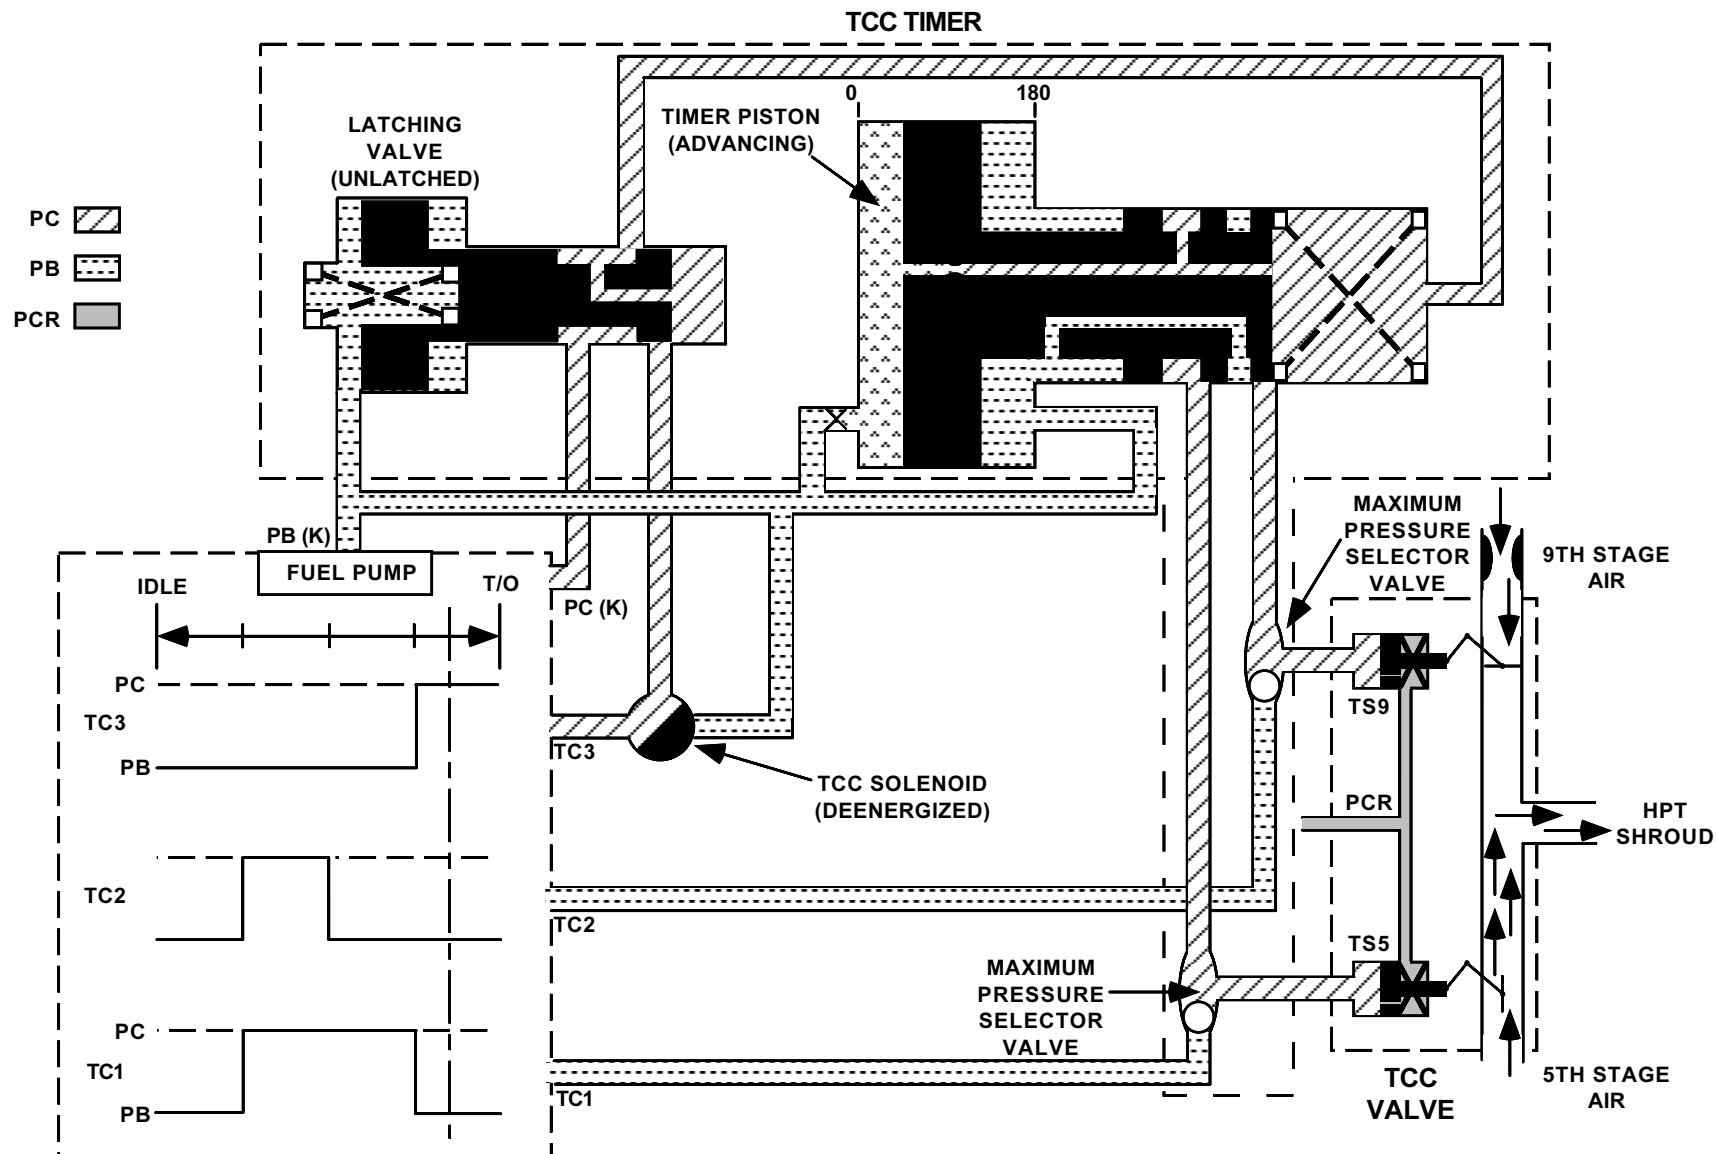 TCC TIMER
0
180
TIMER PISTON
(ADVANCING)
LATCHING
VALVE
(UNLATCHED)
PC
PB
PCR
PB (K)
FUEL PUMP
IDLE
T/O
PC (K)
MAXIMUM
PRESSURE
SELECTOR
VALVE
9TH STAGE
AIR
PC
TC3
PB
TC3
TCC SOLENOID
(DEENERGIZED)
TS9
PCR
HPT
SHROUD
TC2
TC2
TS5
MAXIMUM
PRESSURE
SELECTOR
VALVE
PC
TC1
PB
TC1
TCC
VALVE
5TH STAGE
AIR